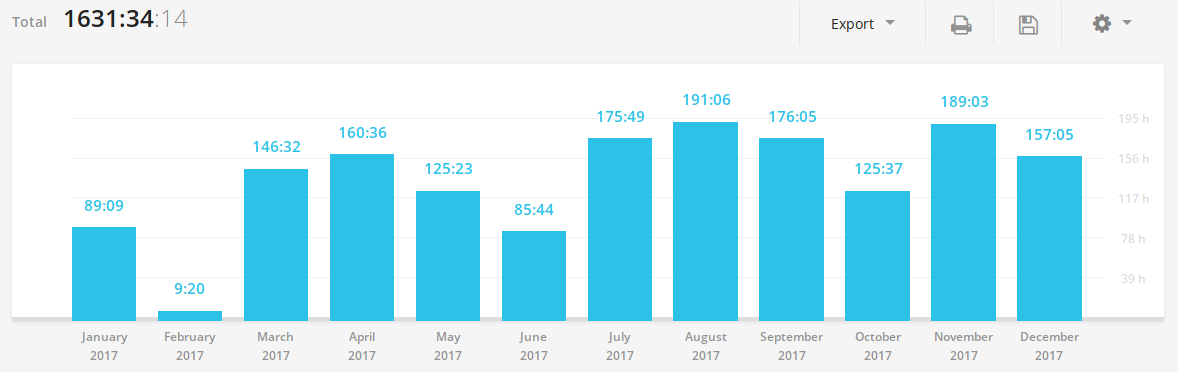 Total 1631:34:14
Export
89:09
9:20
146:32
160:36
125:23
85:44
175:49
191:06
176:05
125:37
189:03
157:05
195 h
156 h
117 h
78 h
39 h
January
2017
February
2017
March
2017
April
2017
May
2017
June
2017
July
2017
August
2017
September
2017
October
2017
November
2017
December
2017